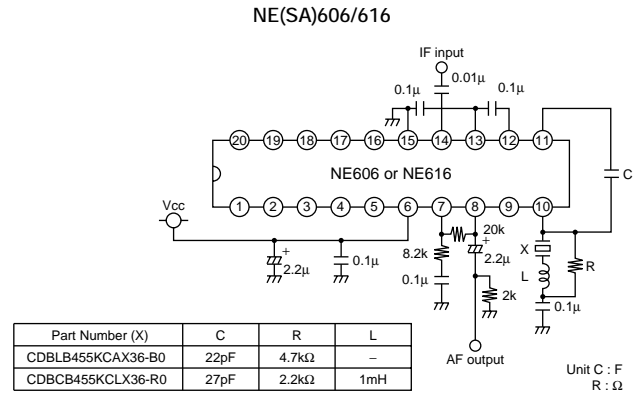 NE(SA)606/616
IF input
0.01μ
0.1μ
0.1μ
20 19 18 17 16 15 14 13 12 11
NE606 or NE616
C
Vcc
1 2 3 4 5 6 7 8 9 10
+
2.2μ
0.1μ
8.2k
20k
+
2.2μ
0.1μ
2k
X
L
R
0.1μ
AF output
Part Number (X) C R L
CDBLB455KCAX36-B0 22pF 4.7kΩ –
CDBCB455KCLX36-R0 27pF 2.2kΩ 1mH
Unit C : F
R : Ω